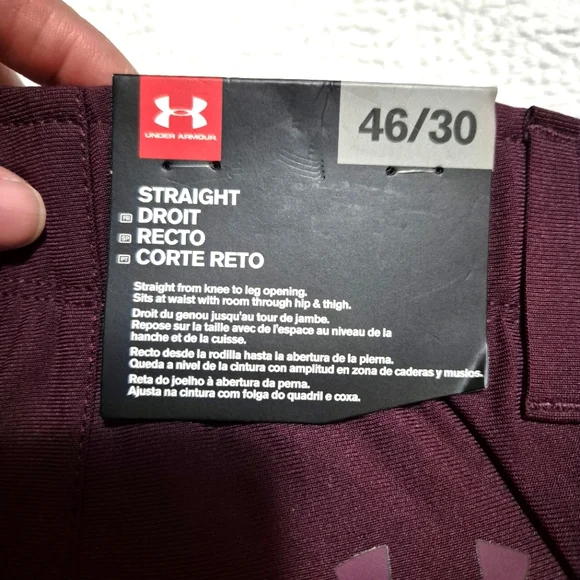 UNDER ARMOUR
46/30
STRAIGHT
FR DROIT
SP RECTO
PT CORTE RETO
Straight from knee to leg opening.
Sits at waist with room through hip & thigh.
Droit du genou jusqu'au tour de jambe.
Repose sur la taille avec de l'espace au niveau de la
hanche et de la cuisse.
Recto desde la rodilla hasta la abertura de la pierna.
Queda a nivel de la cintura con amplitud en zona de caderas y muslos.
Reta do joelho à abertura da perna.
Ajusta na cintura com folga do quadril e coxa.